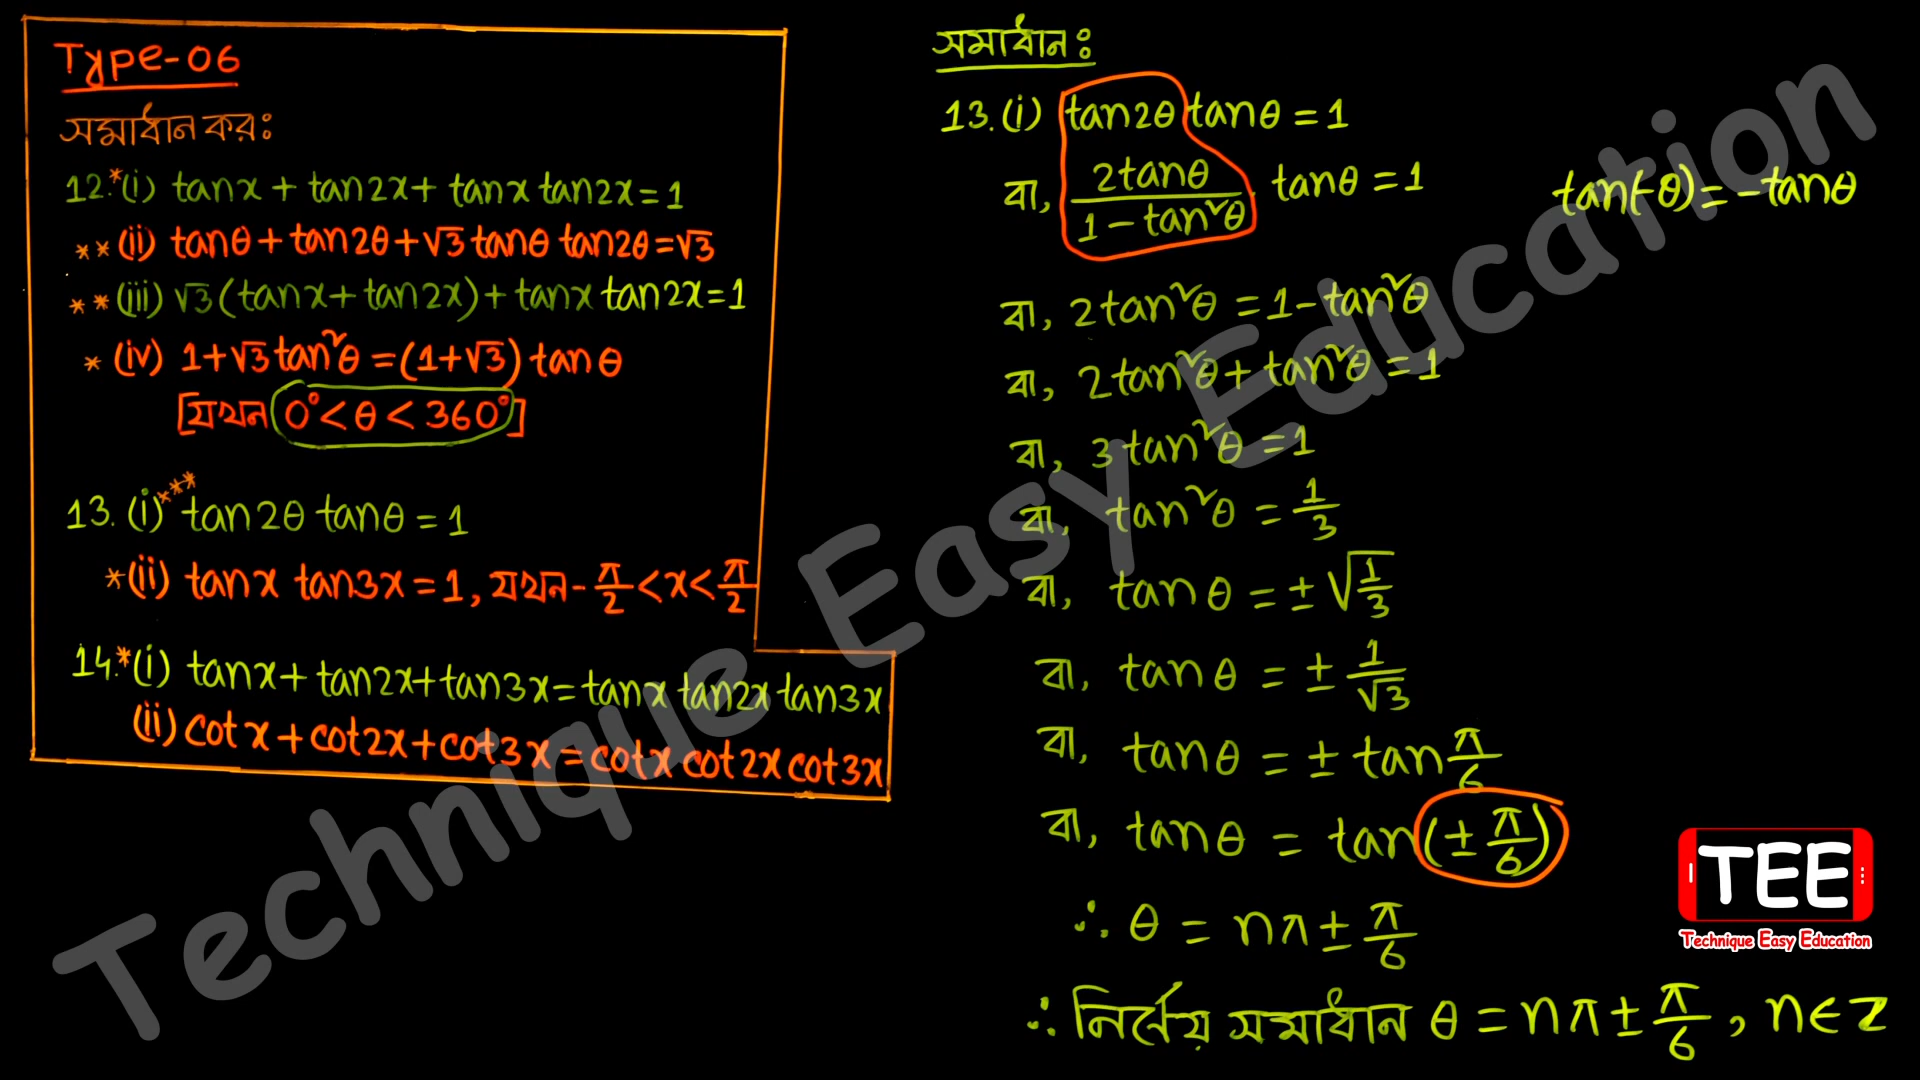 Type-06
সমাধান কর:
12.*(i) tanx + tan2x + tanx tan2x = 1
**(ii) tanθ + tan2θ + √3 tanθ tan2θ = √3
**(iii) √3 (tanx + tan2x) + tanx tan2x = 1
*(iv) 1 + √3 tan²θ = (1 + √3) tanθ
[যখন 0° < θ < 360°]
13. (i)*** tan2θ tanθ = 1
*(ii) tanx tan3x = 1, যখন - π/2 < x < π/2
14.*(i) tanx + tan2x + tan3x = tanx tan2x tan3x
(ii) cotx + cot2x + cot3x = cotx cot2x cot3x
সমাধান:
13. (i) tan2θ tanθ = 1
বা, 2tanθ/(1 - tan²θ) . tanθ = 1
tan(-θ) = -tanθ
বা, 2tan²θ = 1 - tan²θ
বা, 2tan²θ + tan²θ = 1
বা, 3tan²θ = 1
বা, tan²θ = 1/3
বা, tanθ = ± √(1/3)
বা, tanθ = ± 1/√3
বা, tanθ = ± tan π/6
বা, tanθ = tan(± π/6)
∴ θ = nπ ± π/6
∴ নির্ণেয় সমাধান θ = nπ ± π/6, n∈Z
Technique Easy Education
TEE
Technique Easy Education